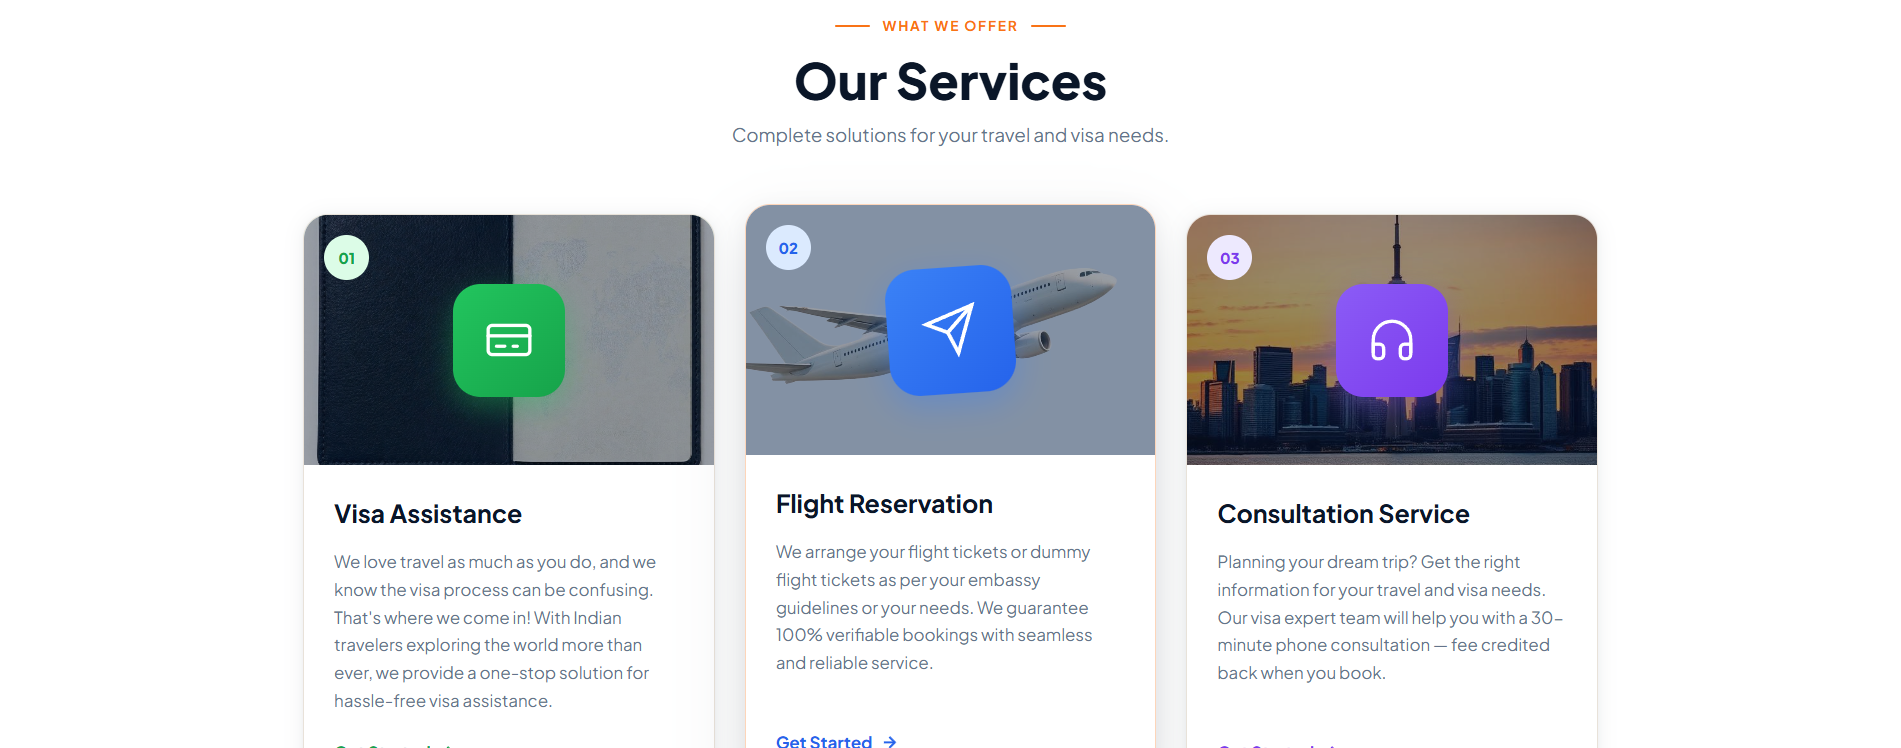 WHAT WE OFFER
Our Services
Complete solutions for your travel and visa needs.
01
Visa Assistance
We love travel as much as you do, and we
know the visa process can be confusing.
That's where we come in! With Indian
travelers exploring the world more than
ever, we provide a one-stop solution for
hassle-free visa assistance.
02
Flight Reservation
We arrange your flight tickets or dummy
flight tickets as per your embassy
guidelines or your needs. We guarantee
100% verifiable bookings with seamless
and reliable service.
Get Started →
03
Consultation Service
Planning your dream trip? Get the right
information for your travel and visa needs.
Our visa expert team will help you with a 30-
minute phone consultation — fee credited
back when you book.